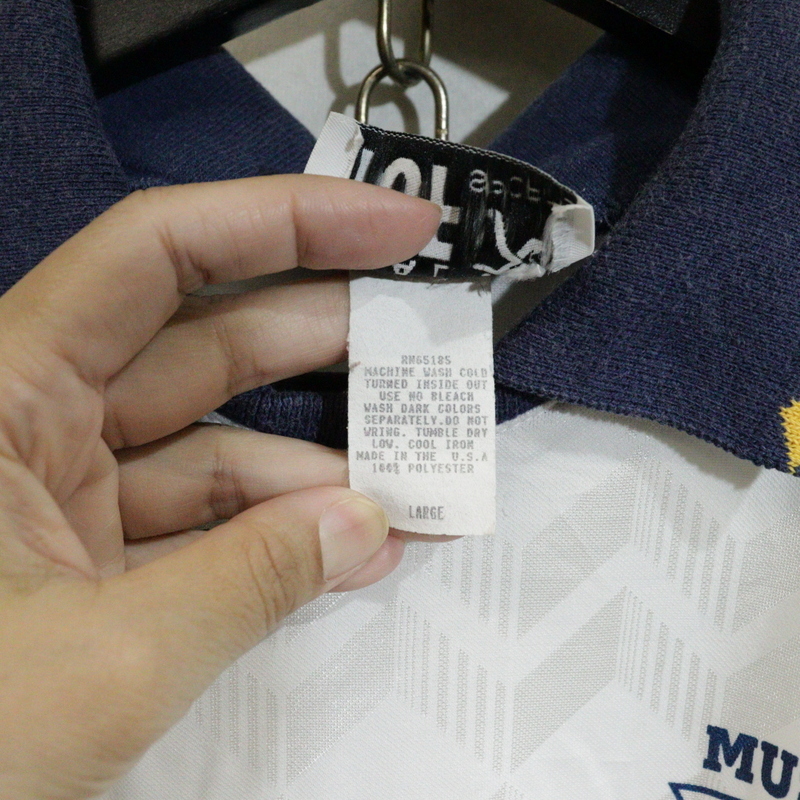 RN65185
MACHINE WASH COLD
TURNED INSIDE OUT
USE NO BLEACH
WASH DARK COLORS
SEPARATELY.DO NOT
WRING. TUMBLE DRY
LOW. COOL IRON
MADE IN THE U.S.A
100% POLYESTER
LARGE
MU